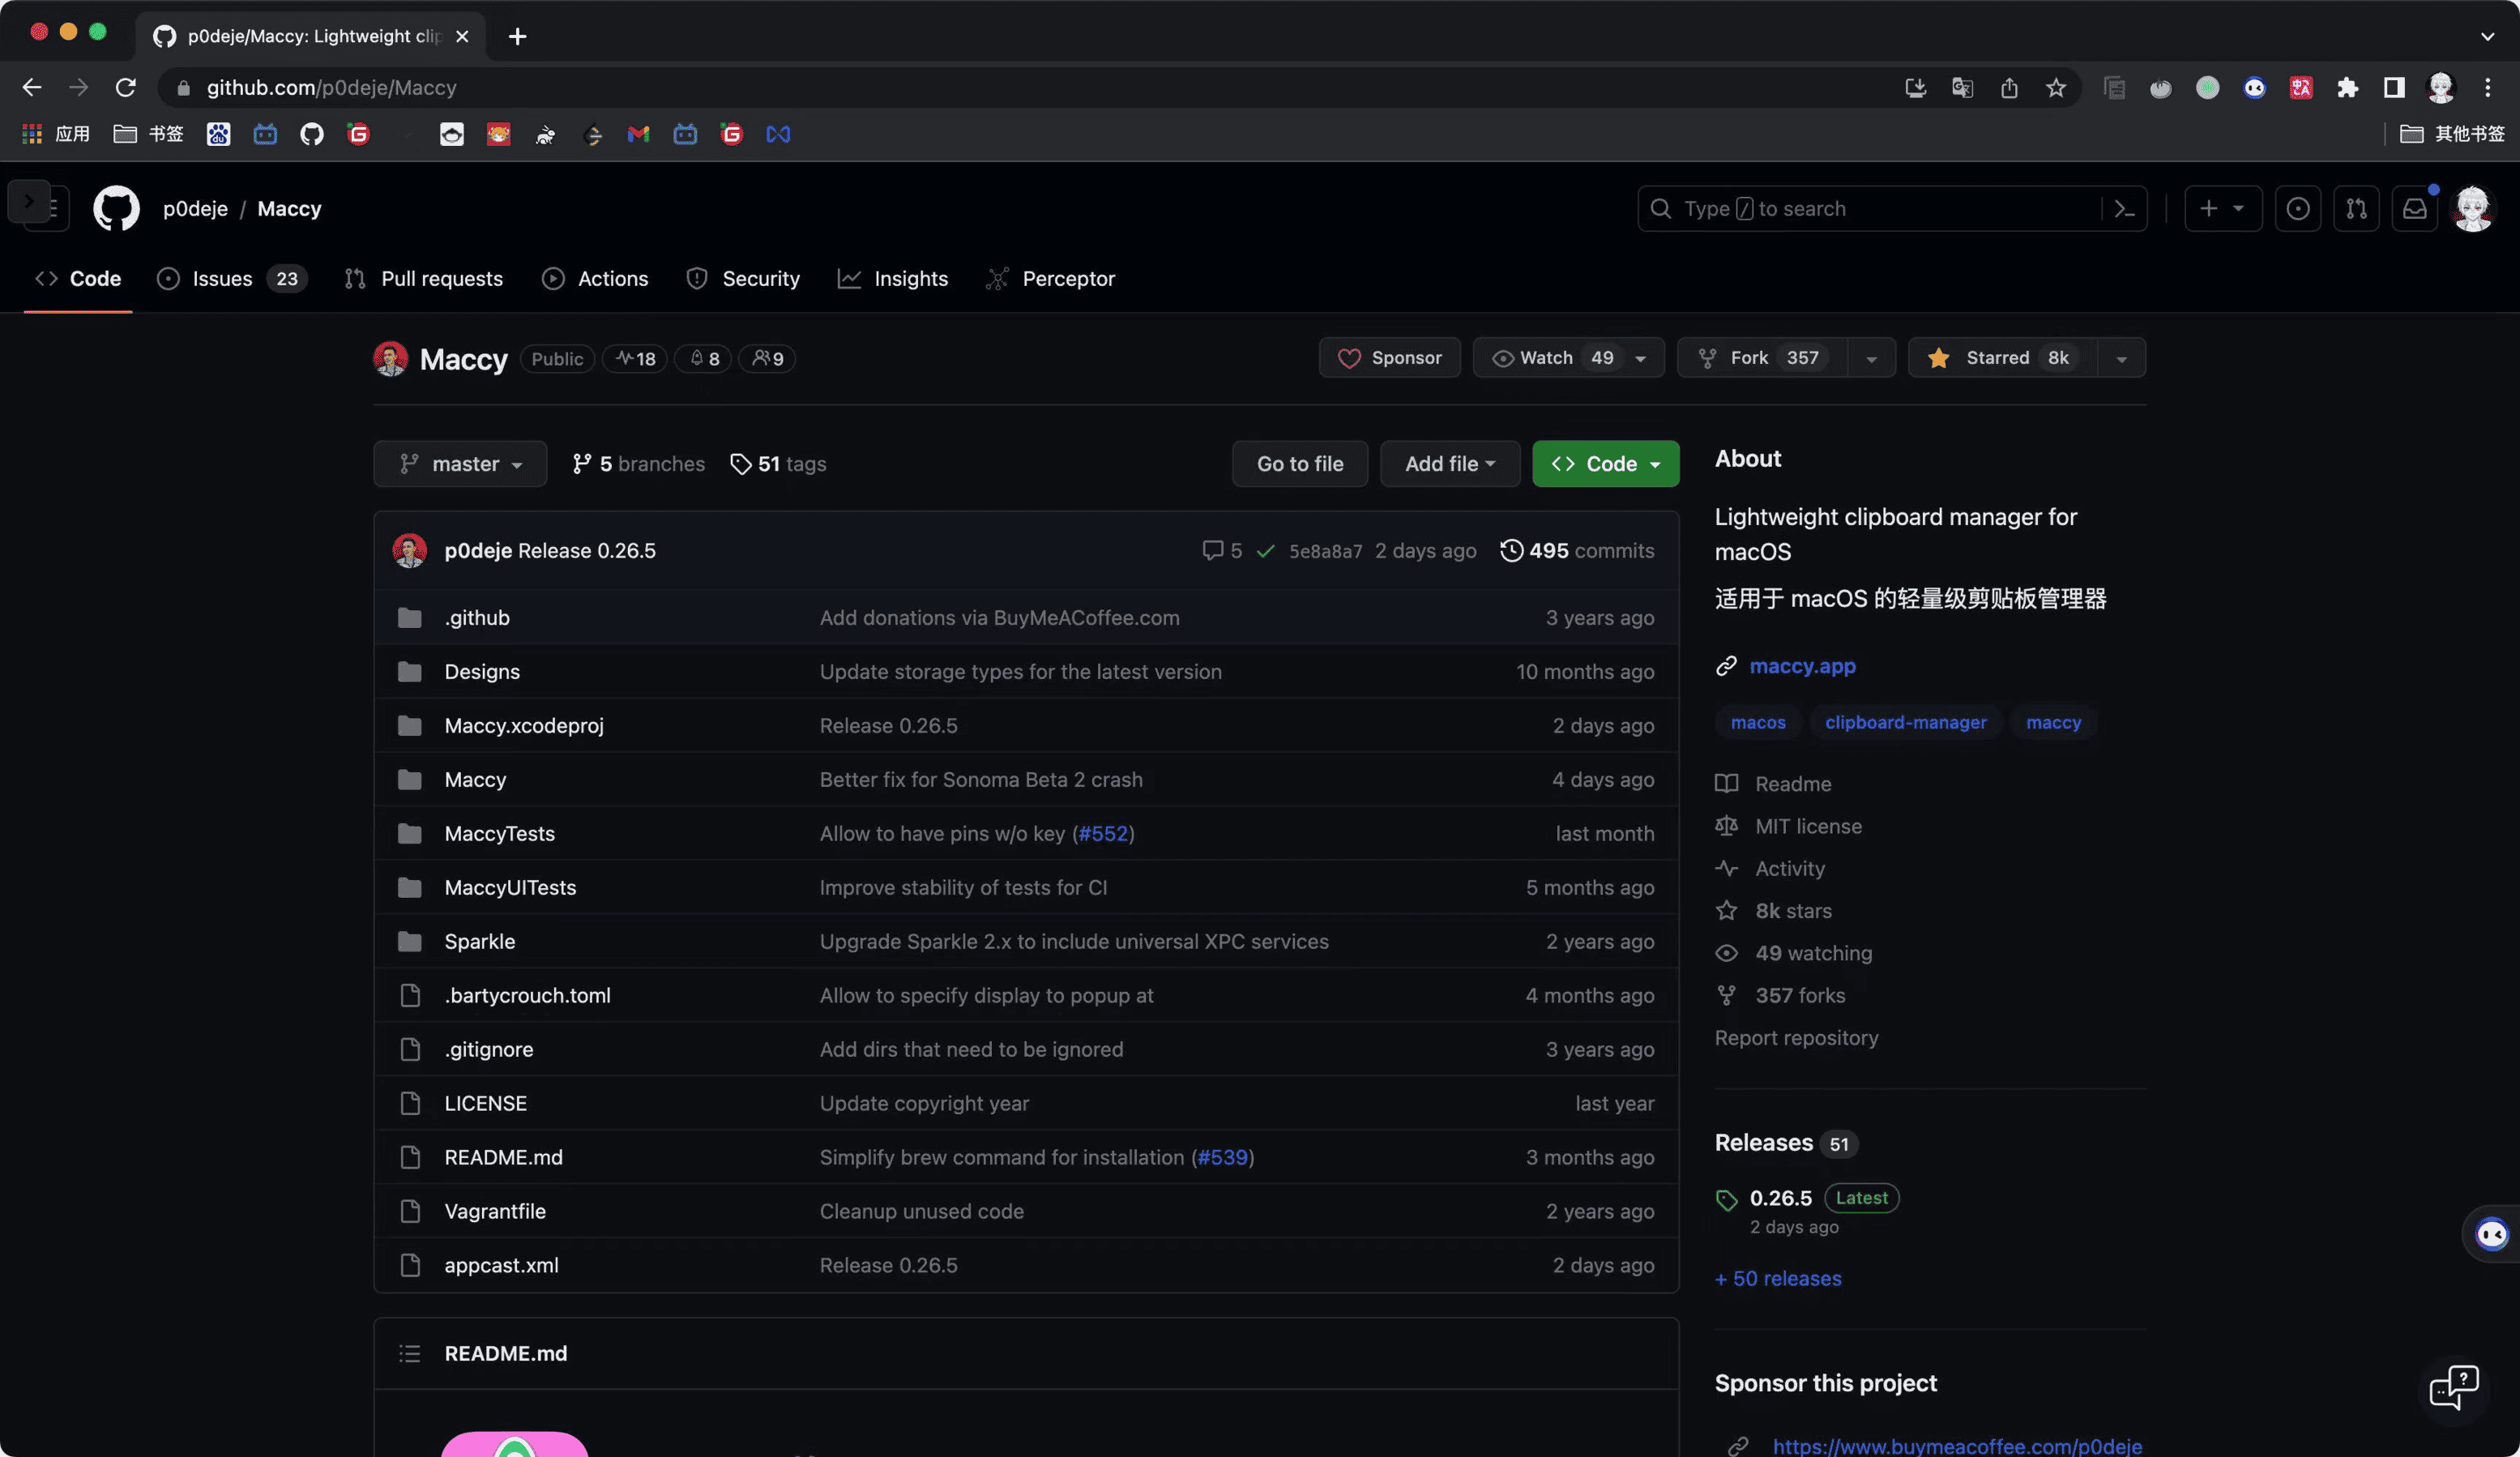 p0deje/Maccy: Lightweight clip
github.com/p0deje/Maccy
应用 书签 其他书签
p0deje / Maccy
Type / to search
Code Issues 23 Pull requests Actions Security Insights Perceptor
Maccy Public 18 8 9
Sponsor Watch 49 Fork 357 Starred 8k
master 5 branches 51 tags
Go to file Add file Code
p0deje Release 0.26.5 5 5e8a8a7 2 days ago 495 commits
.github Add donations via BuyMeACoffee.com 3 years ago
Designs Update storage types for the latest version 10 months ago
Maccy.xcodeproj Release 0.26.5 2 days ago
Maccy Better fix for Sonoma Beta 2 crash 4 days ago
MaccyTests Allow to have pins w/o key (#552) last month
MaccyUITests Improve stability of tests for CI 5 months ago
Sparkle Upgrade Sparkle 2.x to include universal XPC services 2 years ago
.bartycrouch.toml Allow to specify display to popup at 4 months ago
.gitignore Add dirs that need to be ignored 3 years ago
LICENSE Update copyright year last year
README.md Simplify brew command for installation (#539) 3 months ago
Vagrantfile Cleanup unused code 2 years ago
appcast.xml Release 0.26.5 2 days ago
README.md
About
Lightweight clipboard manager for
macOS
适用于 macOS 的轻量级剪贴板管理器
maccy.app
macos clipboard-manager maccy
Readme
MIT license
Activity
8k stars
49 watching
357 forks
Report repository
Releases 51
0.26.5 Latest
2 days ago
+ 50 releases
Sponsor this project
https://www.buymeacoffee.com/p0deje